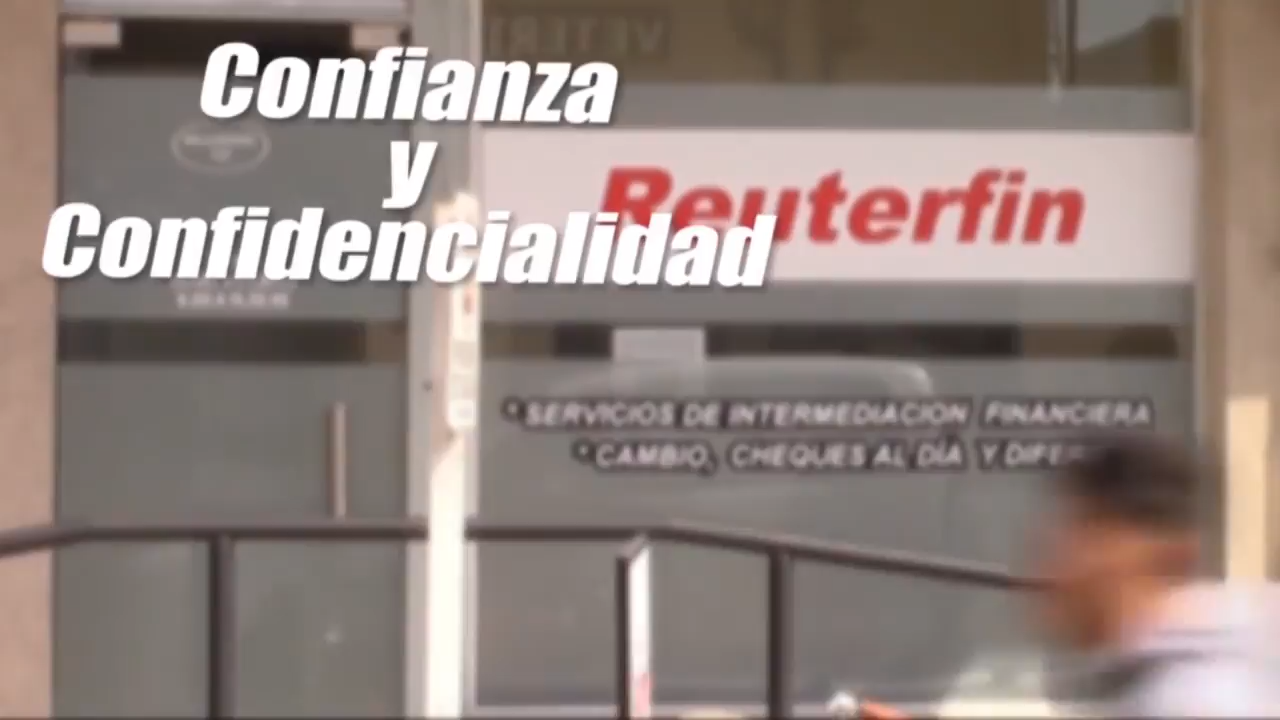 Confianza
y
Confidencialidad
Reuterfin
* SERVICIOS DE INTERMEDIACION FINANCIERA
* CAMBIO, CHEQUES AL DÍA Y